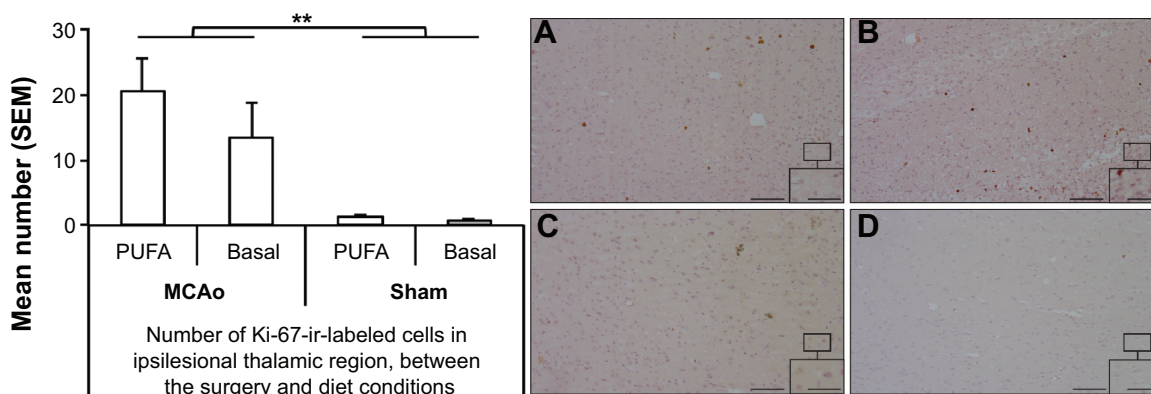 **
30
20
10
0
Mean number (SEM)
PUFA Basal PUFA Basal
MCAo Sham
Number of Ki-67-ir-labeled cells in
ipsilesional thalamic region, between
the surgery and diet conditions
A
B
C
D